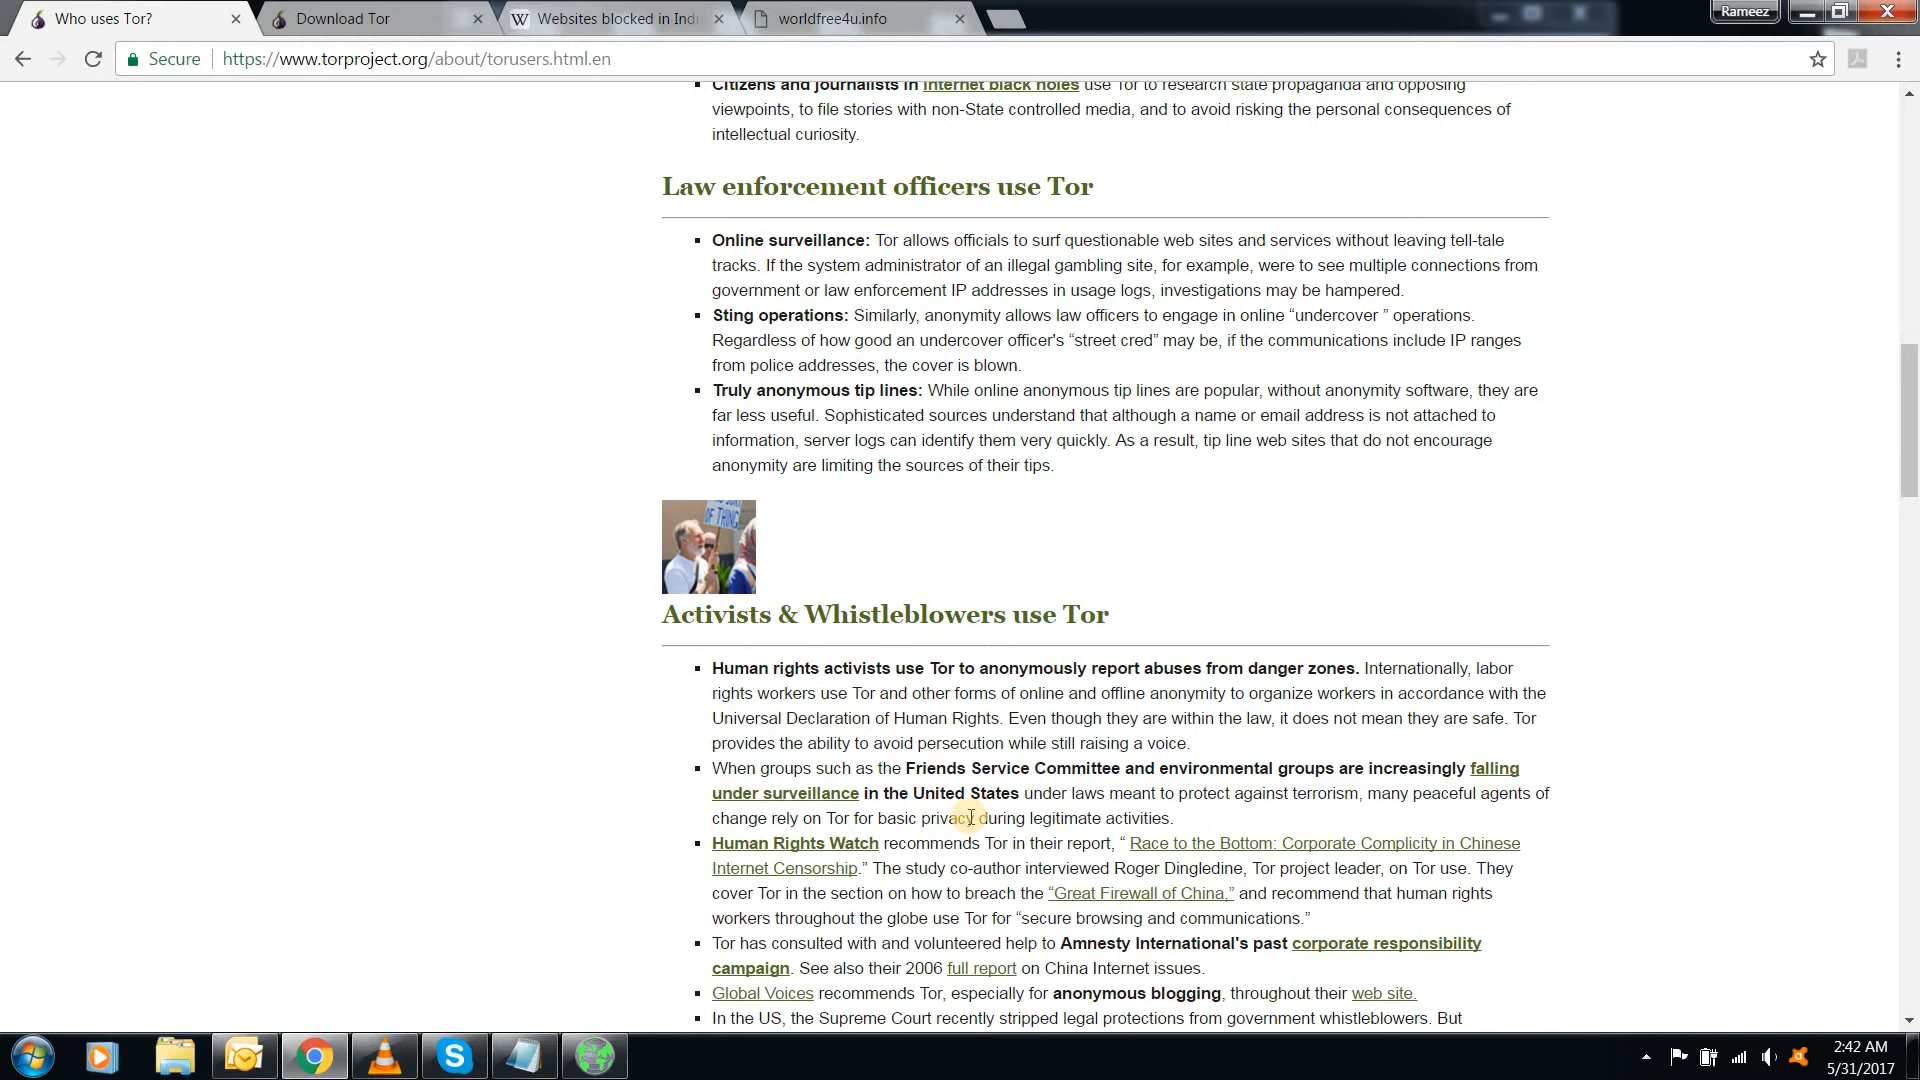 Who uses Tor?
Download Tor
Websites blocked in Indi
worldfree4u.info
Rameez
Secure
https://www.torproject.org/about/torusers.html.en
Citizens and journalists in Internet black holes use Tor to research state propaganda and opposing
viewpoints, to file stories with non-State controlled media, and to avoid risking the personal consequences of
intellectual curiosity.
Law enforcement officers use Tor
Online surveillance: Tor allows officials to surf questionable web sites and services without leaving tell-tale
tracks. If the system administrator of an illegal gambling site, for example, were to see multiple connections from
government or law enforcement IP addresses in usage logs, investigations may be hampered.
Sting operations: Similarly, anonymity allows law officers to engage in online “undercover ” operations.
Regardless of how good an undercover officer's “street cred” may be, if the communications include IP ranges
from police addresses, the cover is blown.
Truly anonymous tip lines: While online anonymous tip lines are popular, without anonymity software, they are
far less useful. Sophisticated sources understand that although a name or email address is not attached to
information, server logs can identify them very quickly. As a result, tip line web sites that do not encourage
anonymity are limiting the sources of their tips.
OF THING
Activists & Whistleblowers use Tor
Human rights activists use Tor to anonymously report abuses from danger zones. Internationally, labor
rights workers use Tor and other forms of online and offline anonymity to organize workers in accordance with the
Universal Declaration of Human Rights. Even though they are within the law, it does not mean they are safe. Tor
provides the ability to avoid persecution while still raising a voice.
When groups such as the Friends Service Committee and environmental groups are increasingly falling
under surveillance in the United States under laws meant to protect against terrorism, many peaceful agents of
change rely on Tor for basic privacy during legitimate activities.
Human Rights Watch recommends Tor in their report, “ Race to the Bottom: Corporate Complicity in Chinese
Internet Censorship.” The study co-author interviewed Roger Dingledine, Tor project leader, on Tor use. They
cover Tor in the section on how to breach the “Great Firewall of China,” and recommend that human rights
workers throughout the globe use Tor for “secure browsing and communications.”
Tor has consulted with and volunteered help to Amnesty International's past corporate responsibility
campaign. See also their 2006 full report on China Internet issues.
Global Voices recommends Tor, especially for anonymous blogging, throughout their web site.
In the US, the Supreme Court recently stripped legal protections from government whistleblowers. But
2:42 AM
5/31/2017